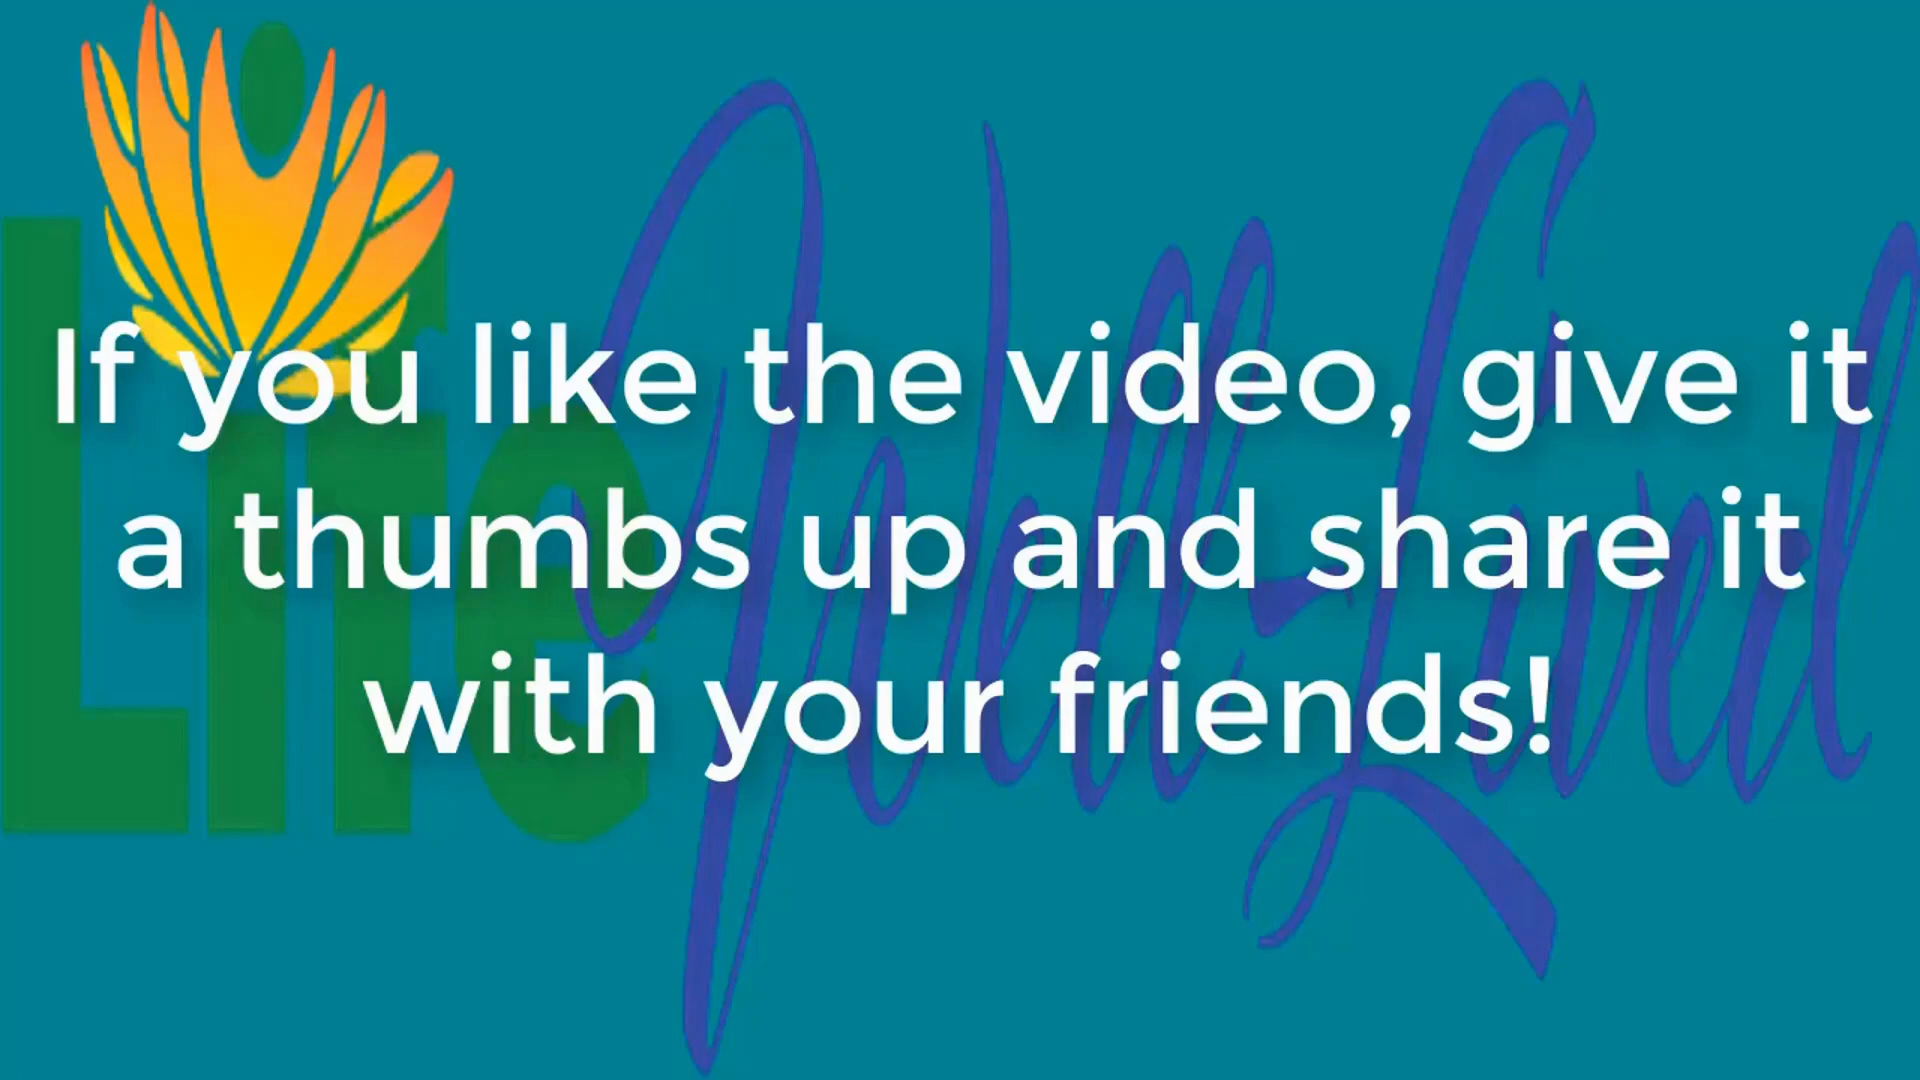 Life Well-Lived
If you like the video, give it
a thumbs up and share it
with your friends!